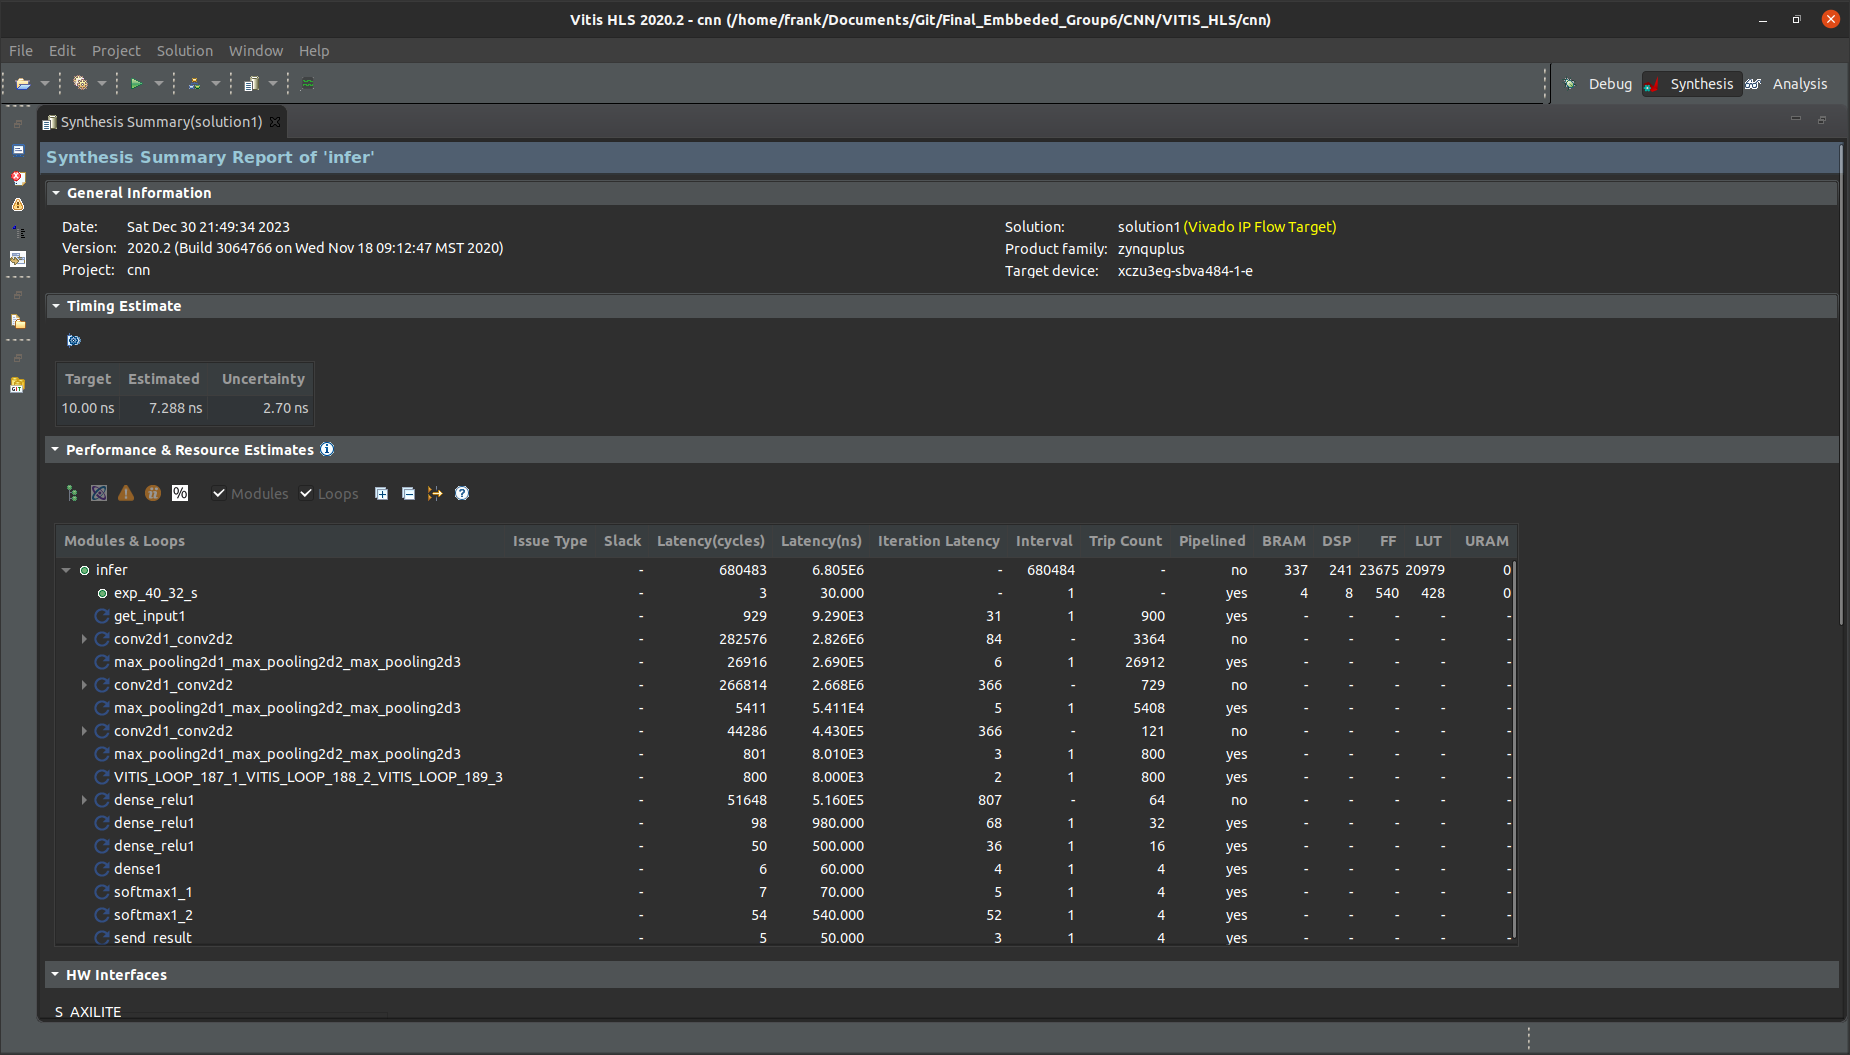 Vitis HLS 2020.2 - cnn (/home/frank/Documents/Git/Final_Embbeded_Group6/CNN/VITIS_HLS/cnn)
File Edit Project Solution Window Help
Debug Synthesis Analysis
Synthesis Summary(solution1)
Synthesis Summary Report of 'infer'
General Information
Date: Sat Dec 30 21:49:34 2023 Solution: solution1 (Vivado IP Flow Target)
Version: 2020.2 (Build 3064766 on Wed Nov 18 09:12:47 MST 2020) Product family: zynquplus
Project: cnn Target device: xczu3eg-sbva484-1-e
Timing Estimate
Target Estimated Uncertainty
10.00 ns 7.288 ns 2.70 ns
Performance & Resource Estimates
% Modules Loops
Modules & Loops Issue Type Slack Latency(cycles) Latency(ns) Iteration Latency Interval Trip Count Pipelined BRAM DSP FF LUT URAM
infer - 680483 6.805E6 - 680484 - no 337 241 23675 20979 0
exp_40_32_s - 3 30.000 - 1 - yes 4 8 540 428 0
get_input1 - 929 9.290E3 31 1 900 yes - - - - -
conv2d1_conv2d2 - 282576 2.826E6 84 - 3364 no - - - - -
max_pooling2d1_max_pooling2d2_max_pooling2d3 - 26916 2.690E5 6 1 26912 yes - - - - -
conv2d1_conv2d2 - 266814 2.668E6 366 - 729 no - - - - -
max_pooling2d1_max_pooling2d2_max_pooling2d3 - 5411 5.411E4 5 1 5408 yes - - - - -
conv2d1_conv2d2 - 44286 4.430E5 366 - 121 no - - - - -
max_pooling2d1_max_pooling2d2_max_pooling2d3 - 801 8.010E3 3 1 800 yes - - - - -
VITIS_LOOP_187_1_VITIS_LOOP_188_2_VITIS_LOOP_189_3 - 800 8.000E3 2 1 800 yes - - - - -
dense_relu1 - 51648 5.160E5 807 - 64 no - - - - -
dense_relu1 - 98 980.000 68 1 32 yes - - - - -
dense_relu1 - 50 500.000 36 1 16 yes - - - - -
dense1 - 6 60.000 4 1 4 yes - - - - -
softmax1_1 - 7 70.000 5 1 4 yes - - - - -
softmax1_2 - 54 540.000 52 1 4 yes - - - - -
send_result - 5 50.000 3 1 4 yes - - - - -
HW Interfaces
S_AXILITE